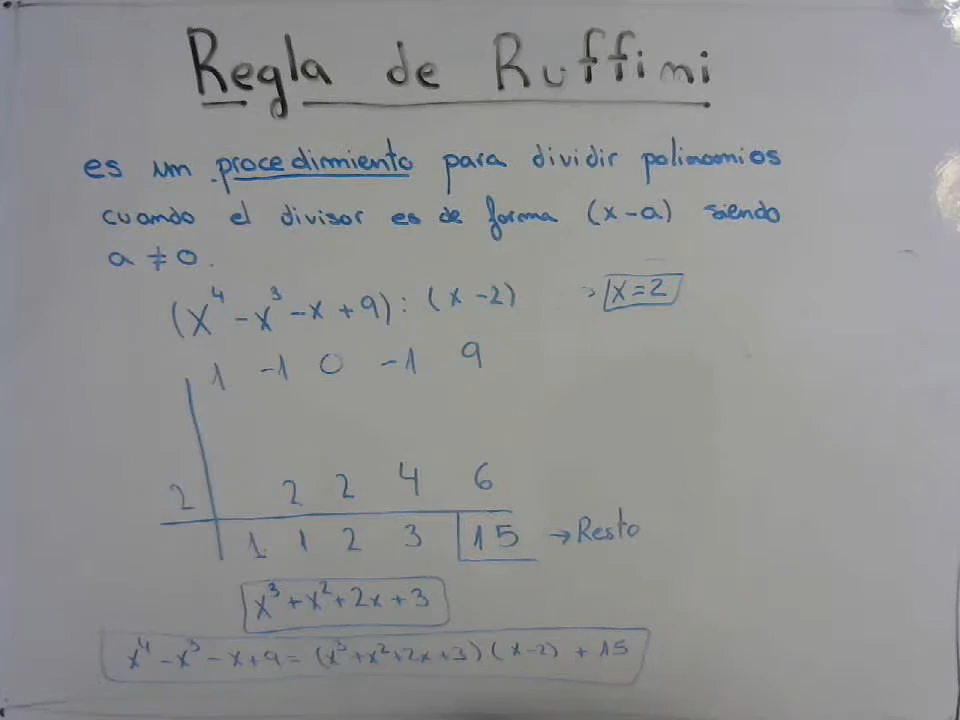 Regla de Ruffini
es un procedimiento para dividir polinomios
cuando el divisor es de forma (x-a) siendo
a ≠ 0.
(x⁴ - x³ - x + 9) : (x - 2) → x = 2
1 -1 0 -1 9
2 2 2 4 6
1 1 2 3 15 → Resto
x³ + x² + 2x + 3
x⁴ - x³ - x + 9 = (x³ + x² + 2x + 3) (x - 2) + 15